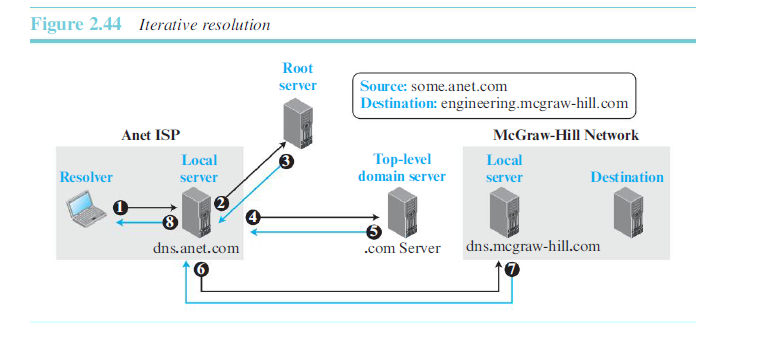 Figure 2.44 Iterative resolution
Root
server
Source: some.anet.com
Destination: engineering.mcgraw-hill.com
Anet ISP
McGraw-Hill Network
3
Resolver
Local
server
Top-level
domain server
Local
server
Destination
1
2
8
4
5
dns.anet.com
.com Server
dns.mcgraw-hill.com
6
7